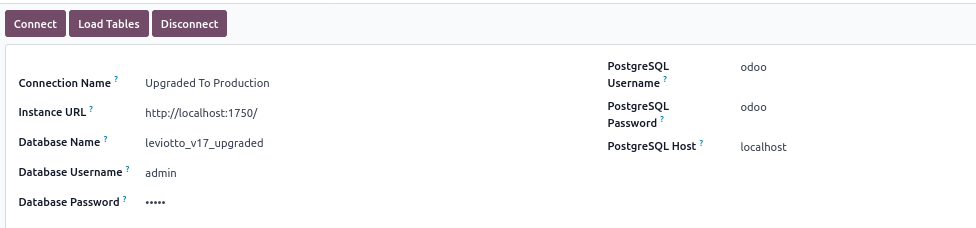 Connect Load Tables Disconnect
Connection Name ? Upgraded To Production
Instance URL ? http://localhost:1750/
Database Name ? leviotto_v17_upgraded
Database Username ? admin
Database Password ? •••••
PostgreSQL
Username ? odoo
PostgreSQL
Password ? odoo
PostgreSQL Host ? localhost